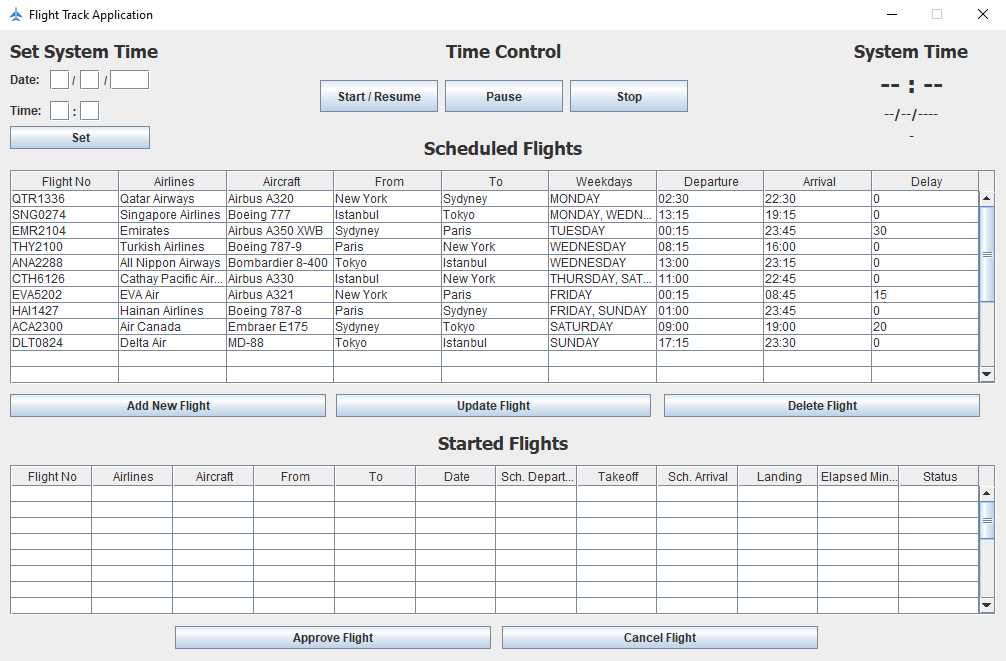 Flight Track Application
Set System Time
Time Control
System Time
Date: / /
Time: :
Set
Start / Resume
Pause
Stop
-- : --
--/--/----
-
Scheduled Flights
Flight No Airlines Aircraft From To Weekdays Departure Arrival Delay
QTR1336 Qatar Airways Airbus A320 New York Sydyney MONDAY 02:30 22:30 0
SNG0274 Singapore Airlines Boeing 777 Istanbul Tokyo MONDAY, WEDN... 13:15 19:15 0
EMR2104 Emirates Airbus A350 XWB Sydyney Paris TUESDAY 00:15 23:45 30
THY2100 Turkish Airlines Boeing 787-9 Paris New York WEDNESDAY 08:15 16:00 0
ANA2288 All Nippon Airways Bombardier 8-400 Tokyo Istanbul WEDNESDAY 13:00 23:15 0
CTH6126 Cathay Pacific Air... Airbus A330 Istanbul New York THURSDAY, SAT... 11:00 22:45 0
EVA5202 EVA Air Airbus A321 New York Paris FRIDAY 00:15 08:45 15
HAI1427 Hainan Airlines Boeing 787-8 Paris Sydyney FRIDAY, SUNDAY 01:00 23:45 0
ACA2300 Air Canada Embraer E175 Sydyney Tokyo SATURDAY 09:00 19:00 20
DLT0824 Delta Air MD-88 Tokyo Istanbul SUNDAY 17:15 23:30 0
Add New Flight
Update Flight
Delete Flight
Started Flights
Flight No Airlines Aircraft From To Date Sch. Depart... Takeoff Sch. Arrival Landing Elapsed Min... Status
Approve Flight
Cancel Flight